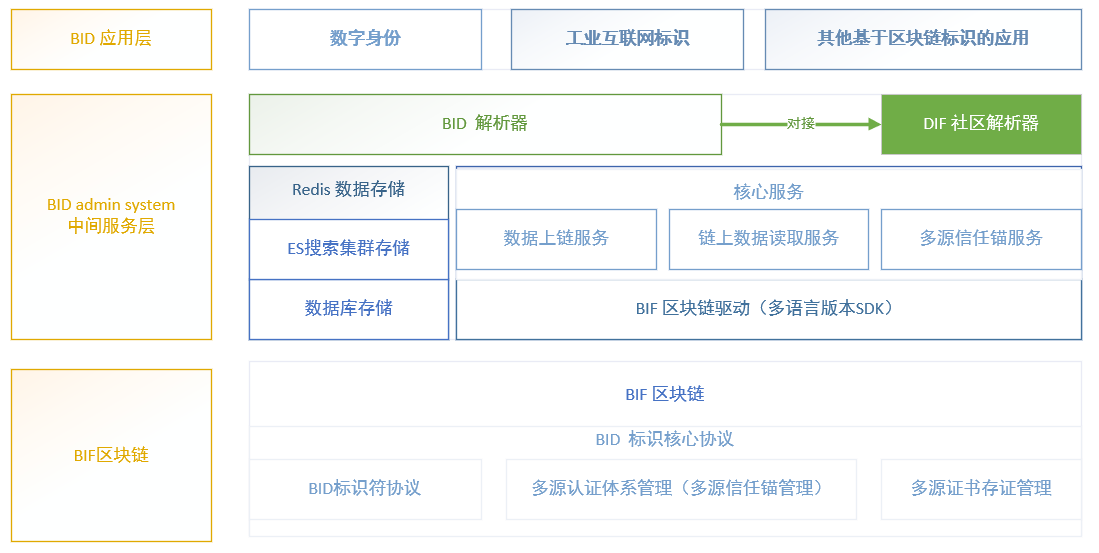 BID 应用层
数字身份
工业互联网标识
其他基于区块链标识的应用
BID admin system
中间服务层
BID 解析器
对接
DIF 社区解析器
Redis 数据存储
ES搜索集群存储
数据库存储
核心服务
数据上链服务
链上数据读取服务
多源信任锚服务
BIF 区块链驱动（多语言版本SDK）
BIF区块链
BIF 区块链
BID 标识核心协议
BID标识符协议
多源认证体系管理（多源信任锚管理）
多源证书存证管理